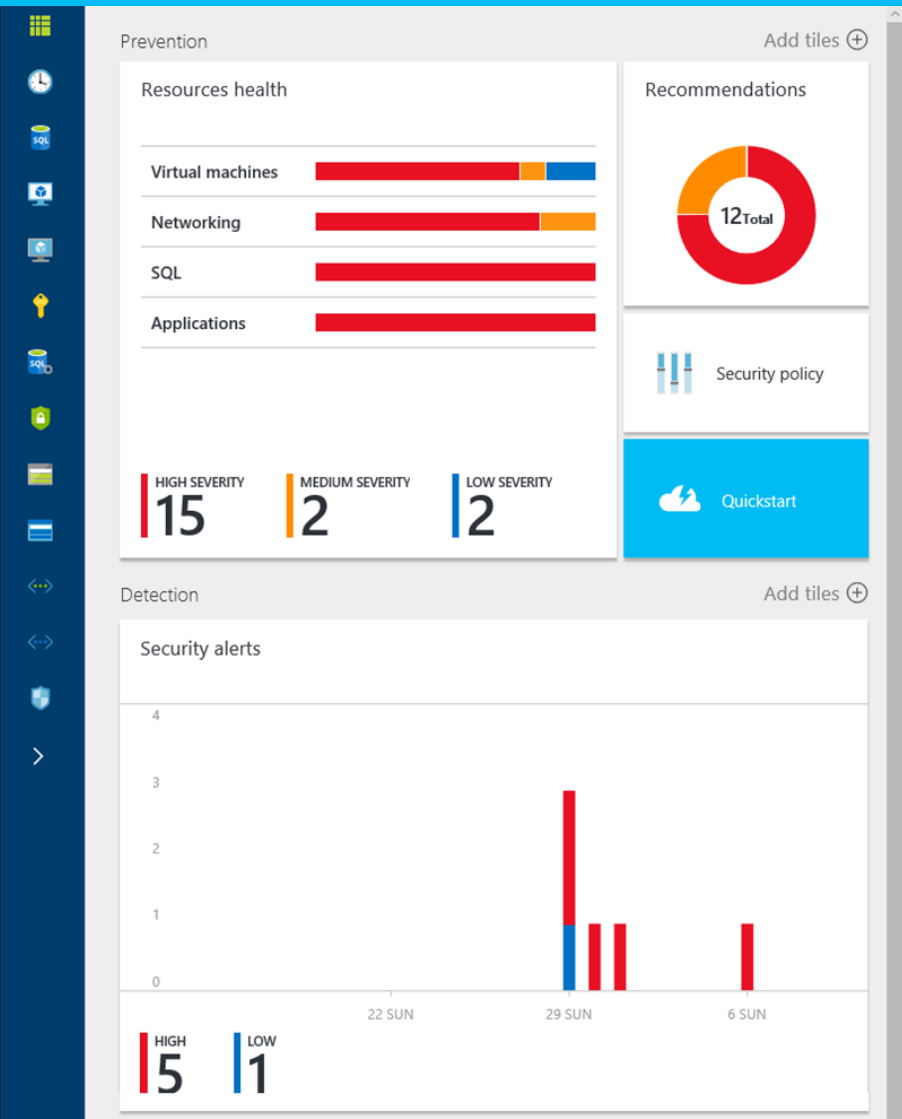 Prevention
Add tiles
Resources health
Recommendations
Virtual machines
Networking
SQL
Applications
12Total
Security policy
HIGH SEVERITY
15
MEDIUM SEVERITY
2
LOW SEVERITY
2
Quickstart
Detection
Add tiles
Security alerts
4
3
2
1
0
22 SUN
29 SUN
6 SUN
HIGH
5
LOW
1
SQL
SQL